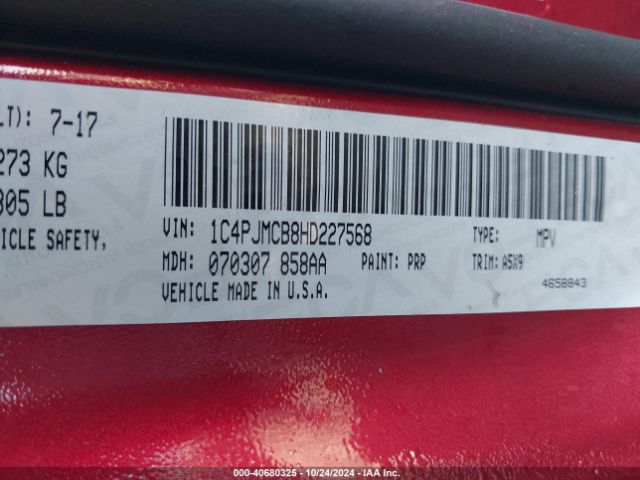 LT): 7-17
273 KG
305 LB
ICLE SAFETY,
VIN: 1C4PJMCB8HD227568 TYPE: MPV
MDH: 070307 858AA PAINT: PRP TRIM: A5X9
VEHICLE MADE IN U.S.A. 4658843
000-40680325 - 10/24/2024 - IAA Inc.